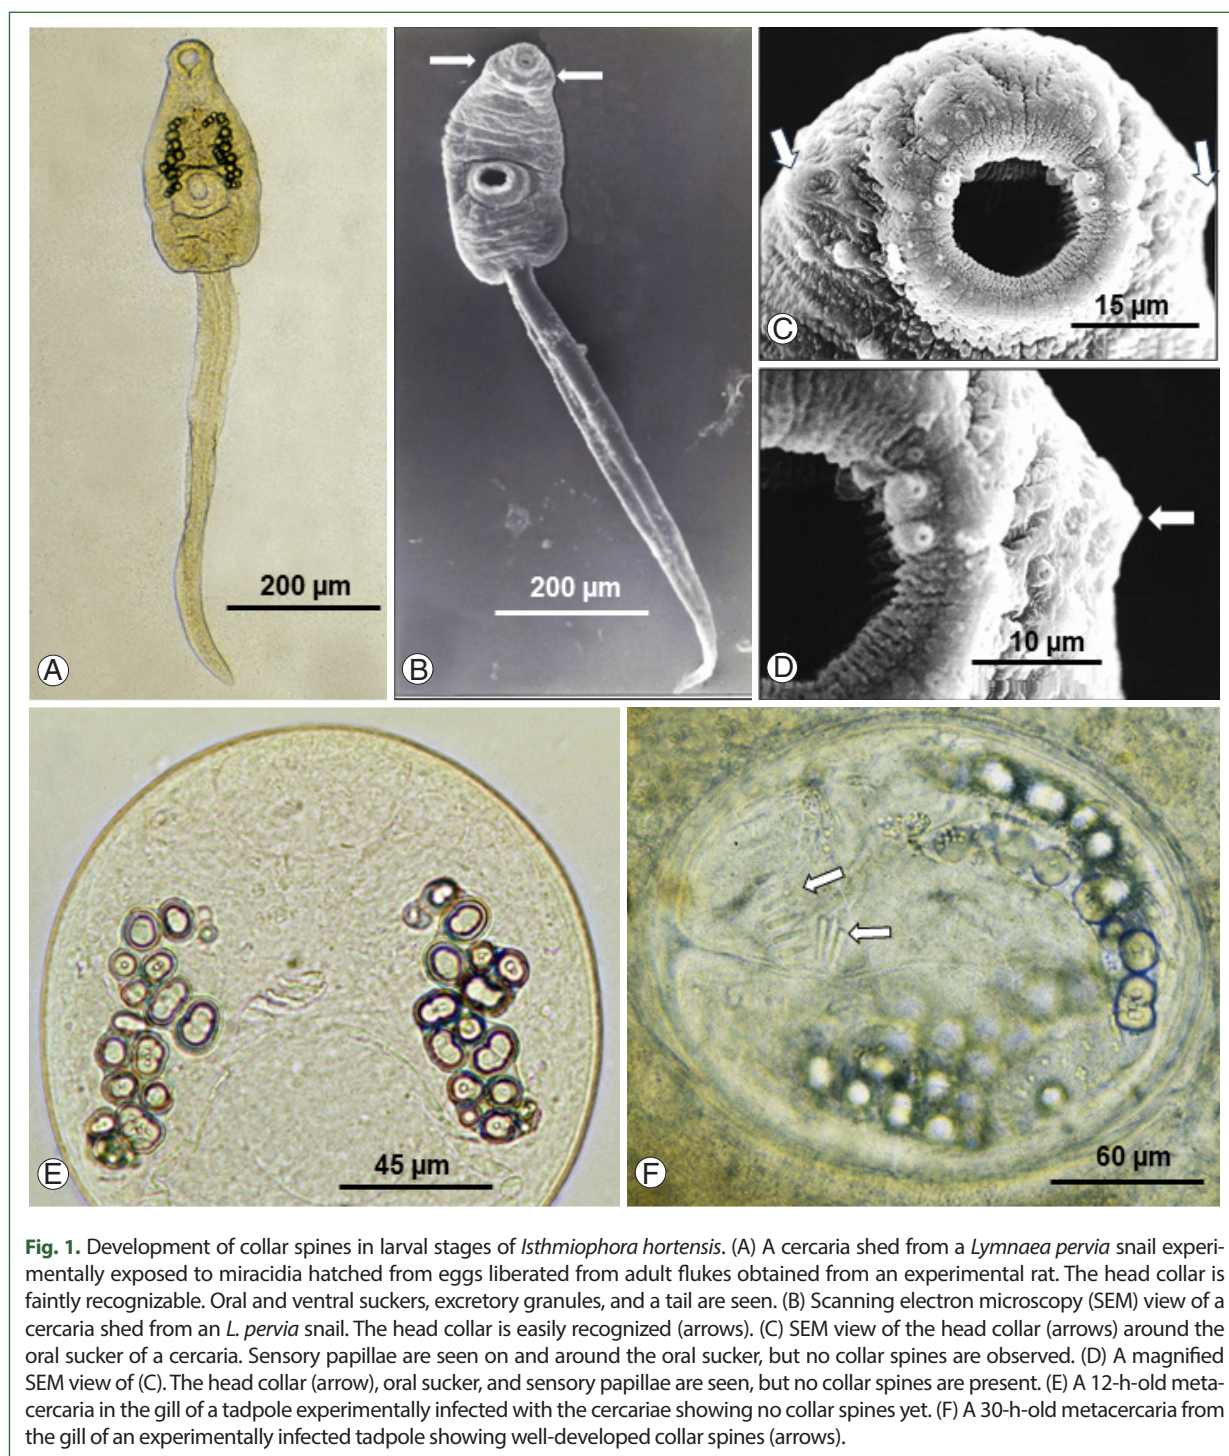 200 µm
A
200 µm
B
15 µm
C
10 µm
D
45 µm
E
60 µm
F
Fig. 1. Development of collar spines in larval stages of Isthmiophora hortensis. (A) A cercaria shed from a Lymnaea pervia snail experi-
mentally exposed to miracidia hatched from eggs liberated from adult flukes obtained from an experimental rat. The head collar is
faintly recognizable. Oral and ventral suckers, excretory granules, and a tail are seen. (B) Scanning electron microscopy (SEM) view of a
cercaria shed from an L. pervia snail. The head collar is easily recognized (arrows). (C) SEM view of the head collar (arrows) around the
oral sucker of a cercaria. Sensory papillae are seen on and around the oral sucker, but no collar spines are observed. (D) A magnified
SEM view of (C). The head collar (arrow), oral sucker, and sensory papillae are seen, but no collar spines are present. (E) A 12-h-old meta-
cercaria in the gill of a tadpole experimentally infected with the cercariae showing no collar spines yet. (F) A 30-h-old metacercaria from
the gill of an experimentally infected tadpole showing well-developed collar spines (arrows).